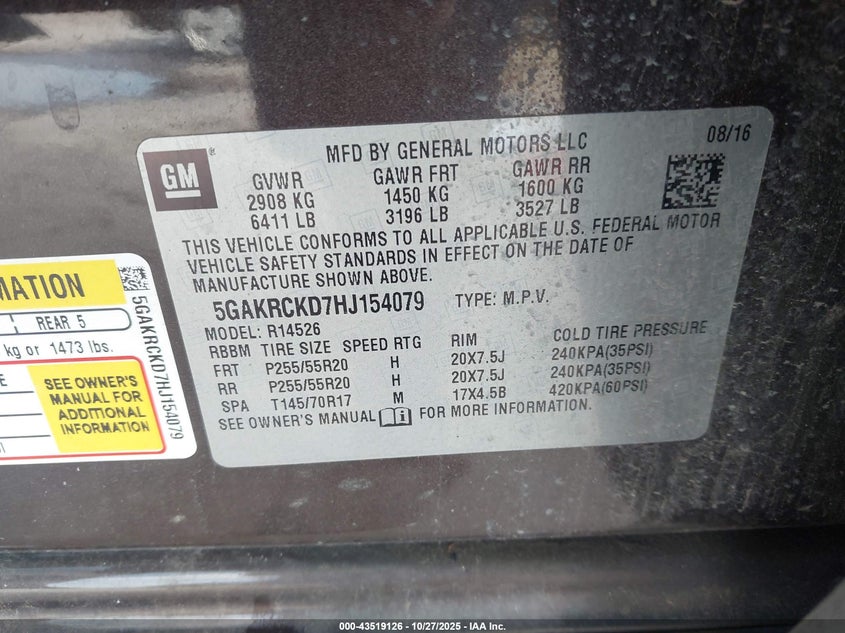 08/16
MFD BY GENERAL MOTORS LLC
GM
GVWR GAWR FRT GAWR RR
2908 KG 1450 KG 1600 KG
6411 LB 3196 LB 3527 LB
THIS VEHICLE CONFORMS TO ALL APPLICABLE U.S. FEDERAL MOTOR
VEHICLE SAFETY STANDARDS IN EFFECT ON THE DATE OF
MANUFACTURE SHOWN ABOVE.
5GAKRCKD7HJ154079 TYPE: M.P.V.
MODEL: R14526
RBBM TIRE SIZE SPEED RTG RIM COLD TIRE PRESSURE
FRT P255/55R20 H 20X7.5J 240KPA(35PSI)
RR P255/55R20 H 20X7.5J 240KPA(35PSI)
SPA T145/70R17 M 17X4.5B 420KPA(60PSI)
SEE OWNER'S MANUAL i FOR MORE INFORMATION.
REAR 5
kg or 1473 lbs.
SEE OWNER'S
MANUAL FOR
ADDITIONAL
INFORMATION
5GAKRCKD7HJ154079
000-43519126 - 10/27/2025 - IAA Inc.